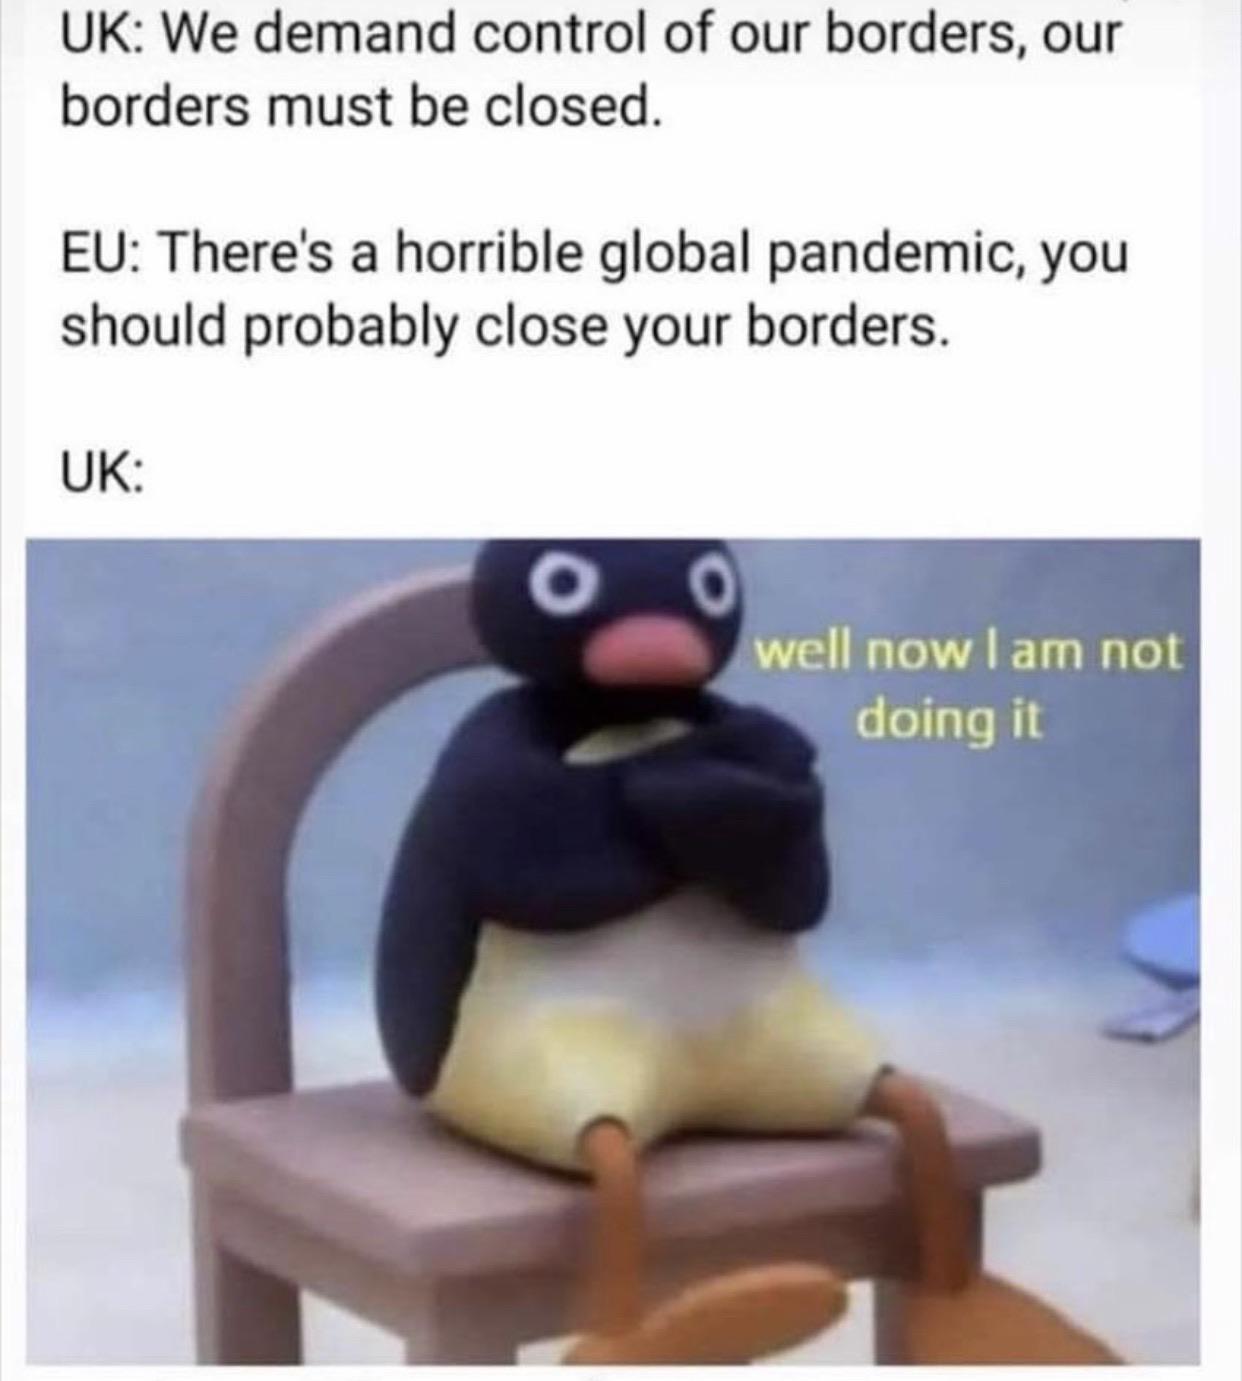 UK: We demand control of our borders, our
borders must be closed.
EU: There's a horrible global pandemic, you
should probably close your borders.
UK:
well now I am not
doing it